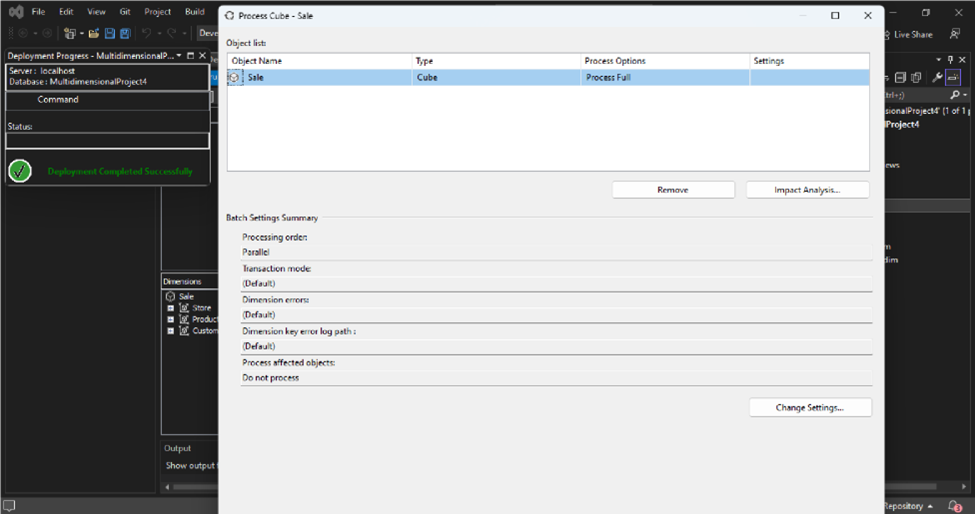 File Edit View Git Project Build
Process Cube - Sale
Live Share
Deployment Progress - MultidimensionalP...
Server : localhost
Database : MultidimensionalProject4
Command
Status:
Deployment Completed Successfully
Object list:
Object Name Type Process Options Settings
Sale Cube Process Full
Remove Impact Analysis...
Batch Settings Summary
Processing order:
Parallel
Transaction mode:
(Default)
Dimension errors:
(Default)
Dimension key error log path :
(Default)
Process affected objects:
Do not process
Change Settings...
Dimensions
Sale
Store
Produc
Custom
Output
Show output f
trl+;)
sionalProject4' (1 of 1 p
lProject4
ews
m
dim
Repository